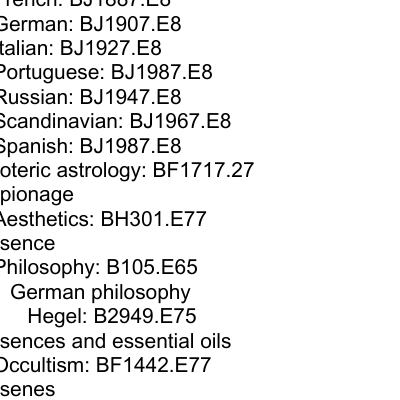 French: BJ1887.E8
German: BJ1907.E8
talian: BJ1927.E8
Portuguese: BJ1987.E8
Russian: BJ1947.E8
Scandinavian: BJ1967.E8
Spanish: BJ1987.E8
oteric astrology: BF1717.27
pionage
Aesthetics: BH301.E77
sence
Philosophy: B105.E65
German philosophy
Hegel: B2949.E75
sences and essential oils
Occultism: BF1442.E77
senes